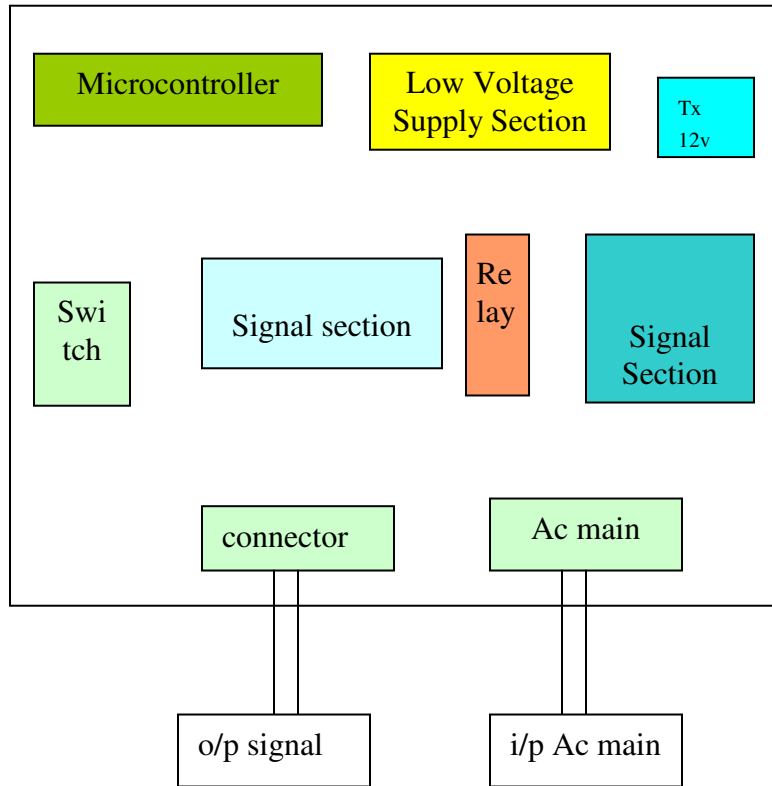 Microcontroller
Low Voltage
Supply Section
Tx
12v
Swi
tch
Signal section
Re
lay
Signal
Section
connector
Ac main
o/p signal
i/p Ac main